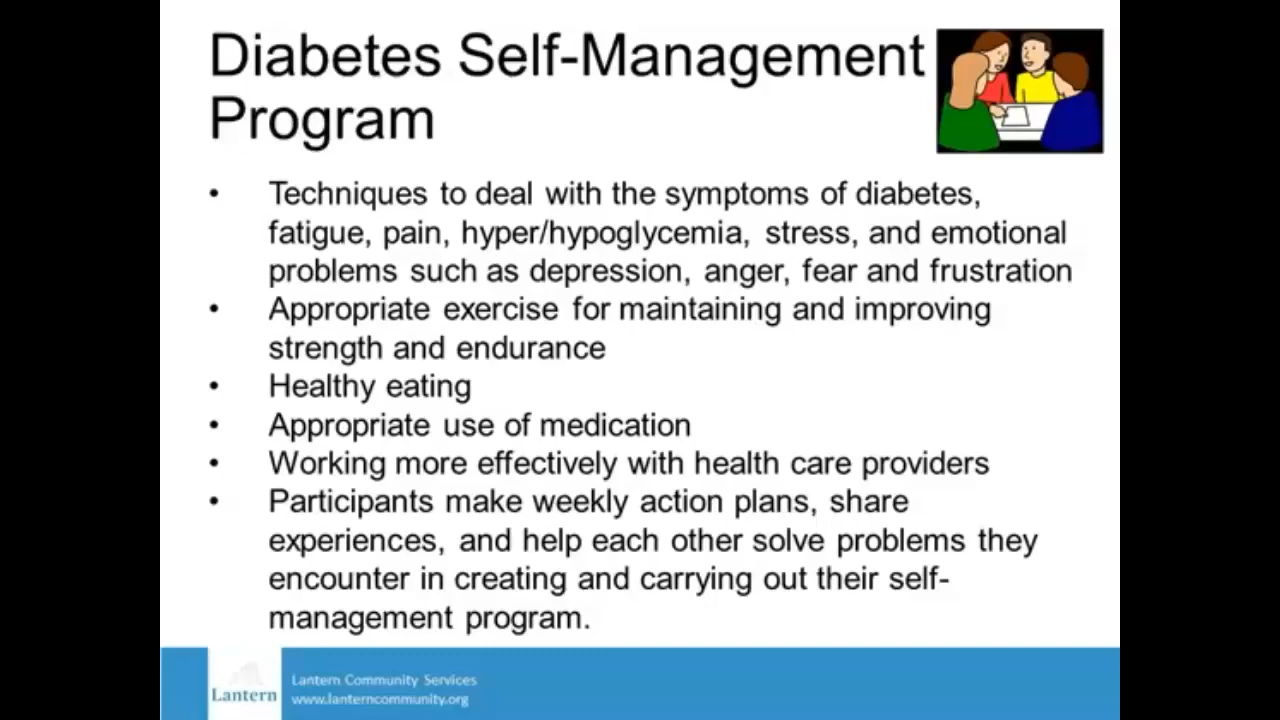 Diabetes Self-Management
Program
• Techniques to deal with the symptoms of diabetes,
fatigue, pain, hyper/hypoglycemia, stress, and emotional
problems such as depression, anger, fear and frustration
• Appropriate exercise for maintaining and improving
strength and endurance
• Healthy eating
• Appropriate use of medication
• Working more effectively with health care providers
• Participants make weekly action plans, share
experiences, and help each other solve problems they
encounter in creating and carrying out their self-
management program.
Lantern
Lantern Community Services
www.lanterncommunity.org